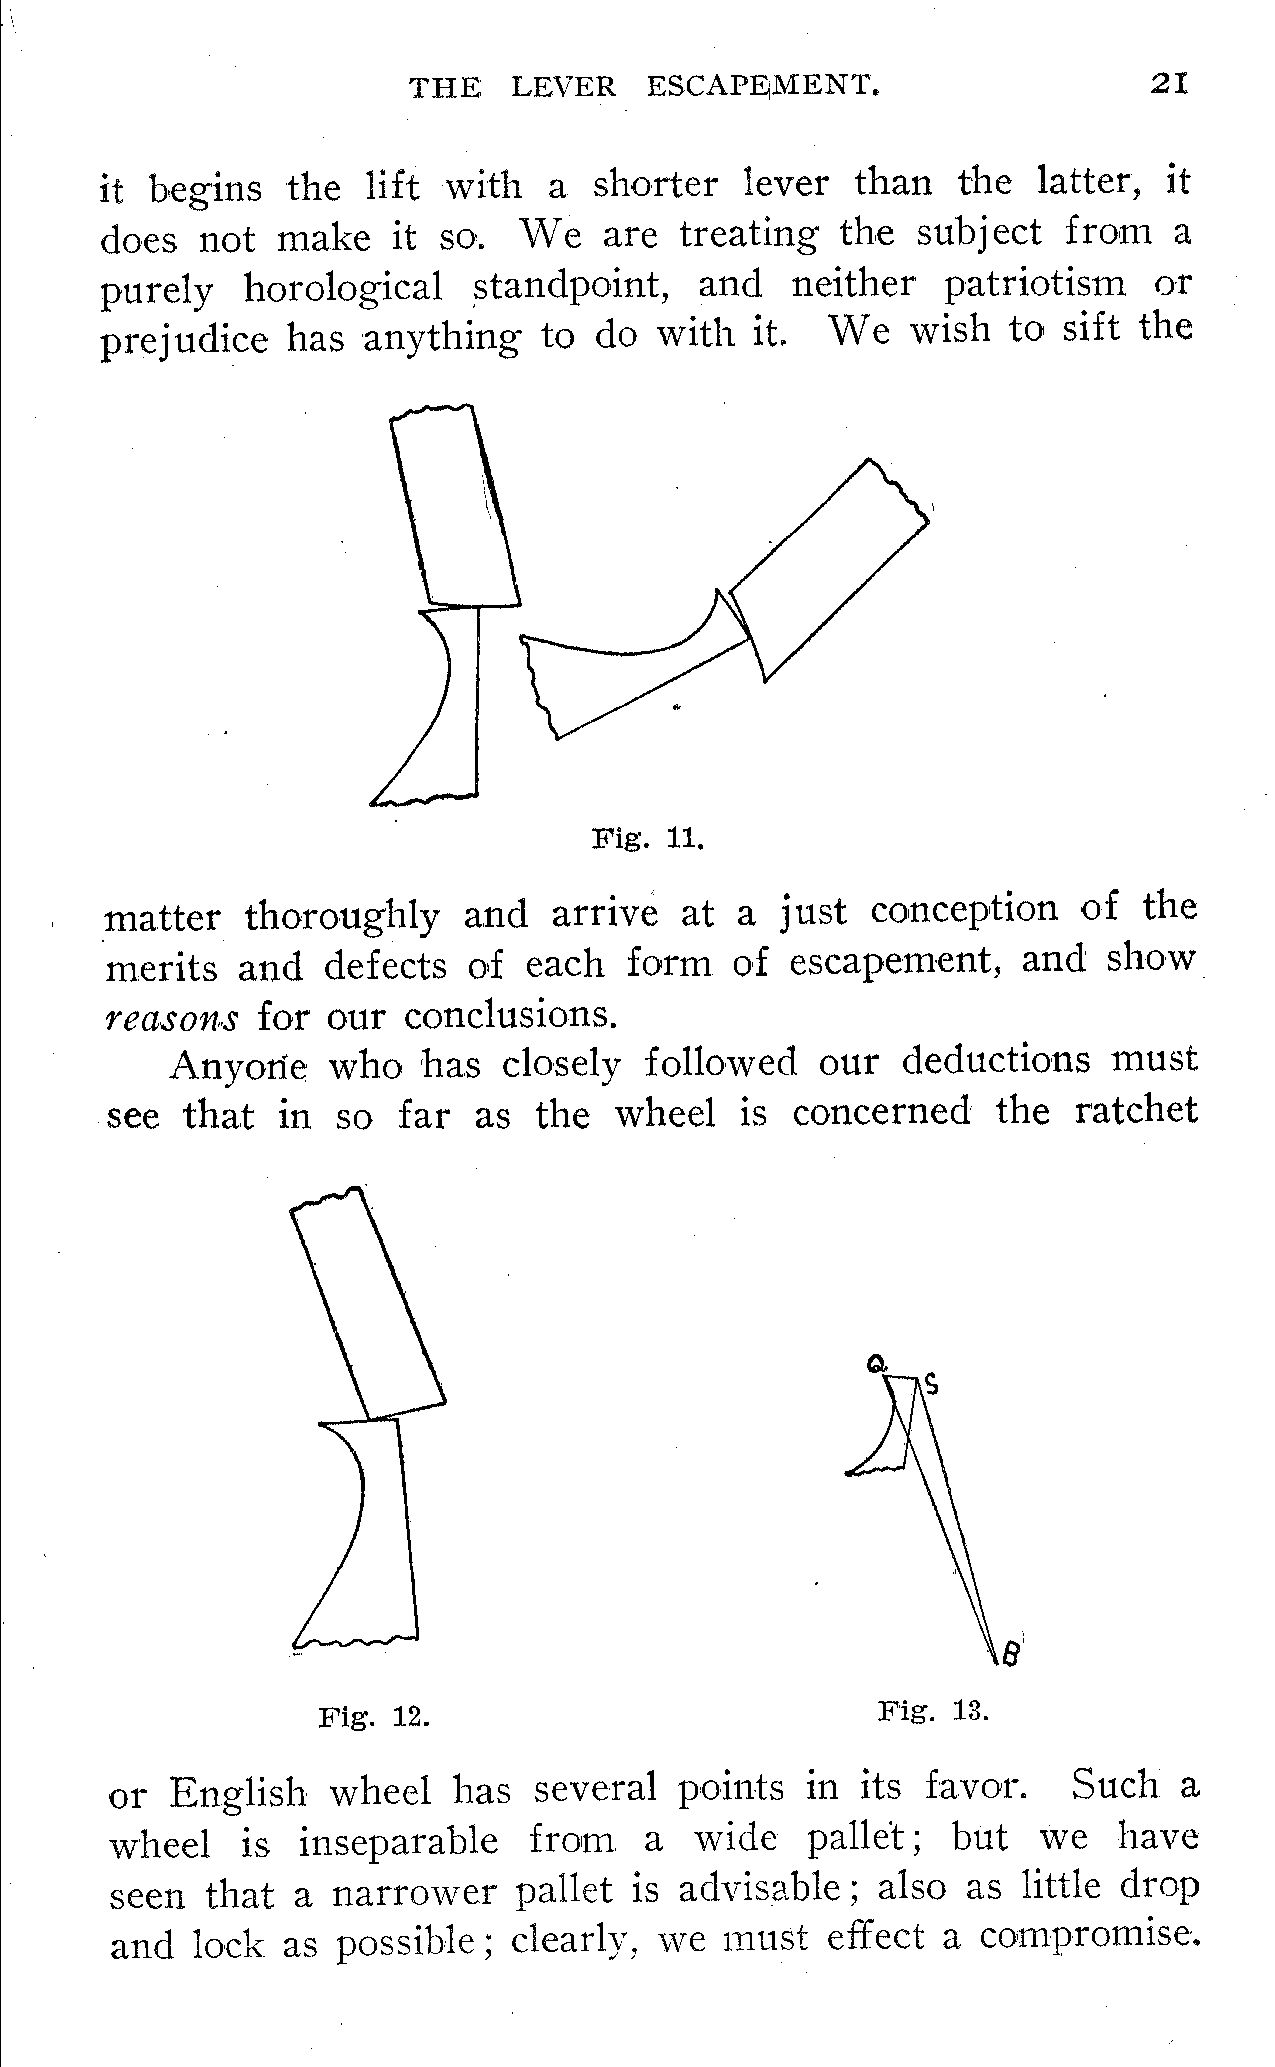 THE LEVER ESCAPEMENT. 21
it begins the lift with a shorter lever than the latter, it
does not make it so. We are treating the subject from a
purely horological standpoint, and neither patriotism or
prejudice has anything to do with it. We wish to sift the
Fig. 11.
matter thoroughly and arrive at a just conception of the
merits and defects of each form of escapement, and show
reasons for our conclusions.
Anyone who has closely followed our deductions must
see that in so far as the wheel is concerned the ratchet
Q
S
B
Fig. 12.
Fig. 13.
or English wheel has several points in its favor. Such a
wheel is inseparable from a wide pallet; but we have
seen that a narrower pallet is advisable; also as little drop
and lock as possible; clearly, we must effect a compromise.